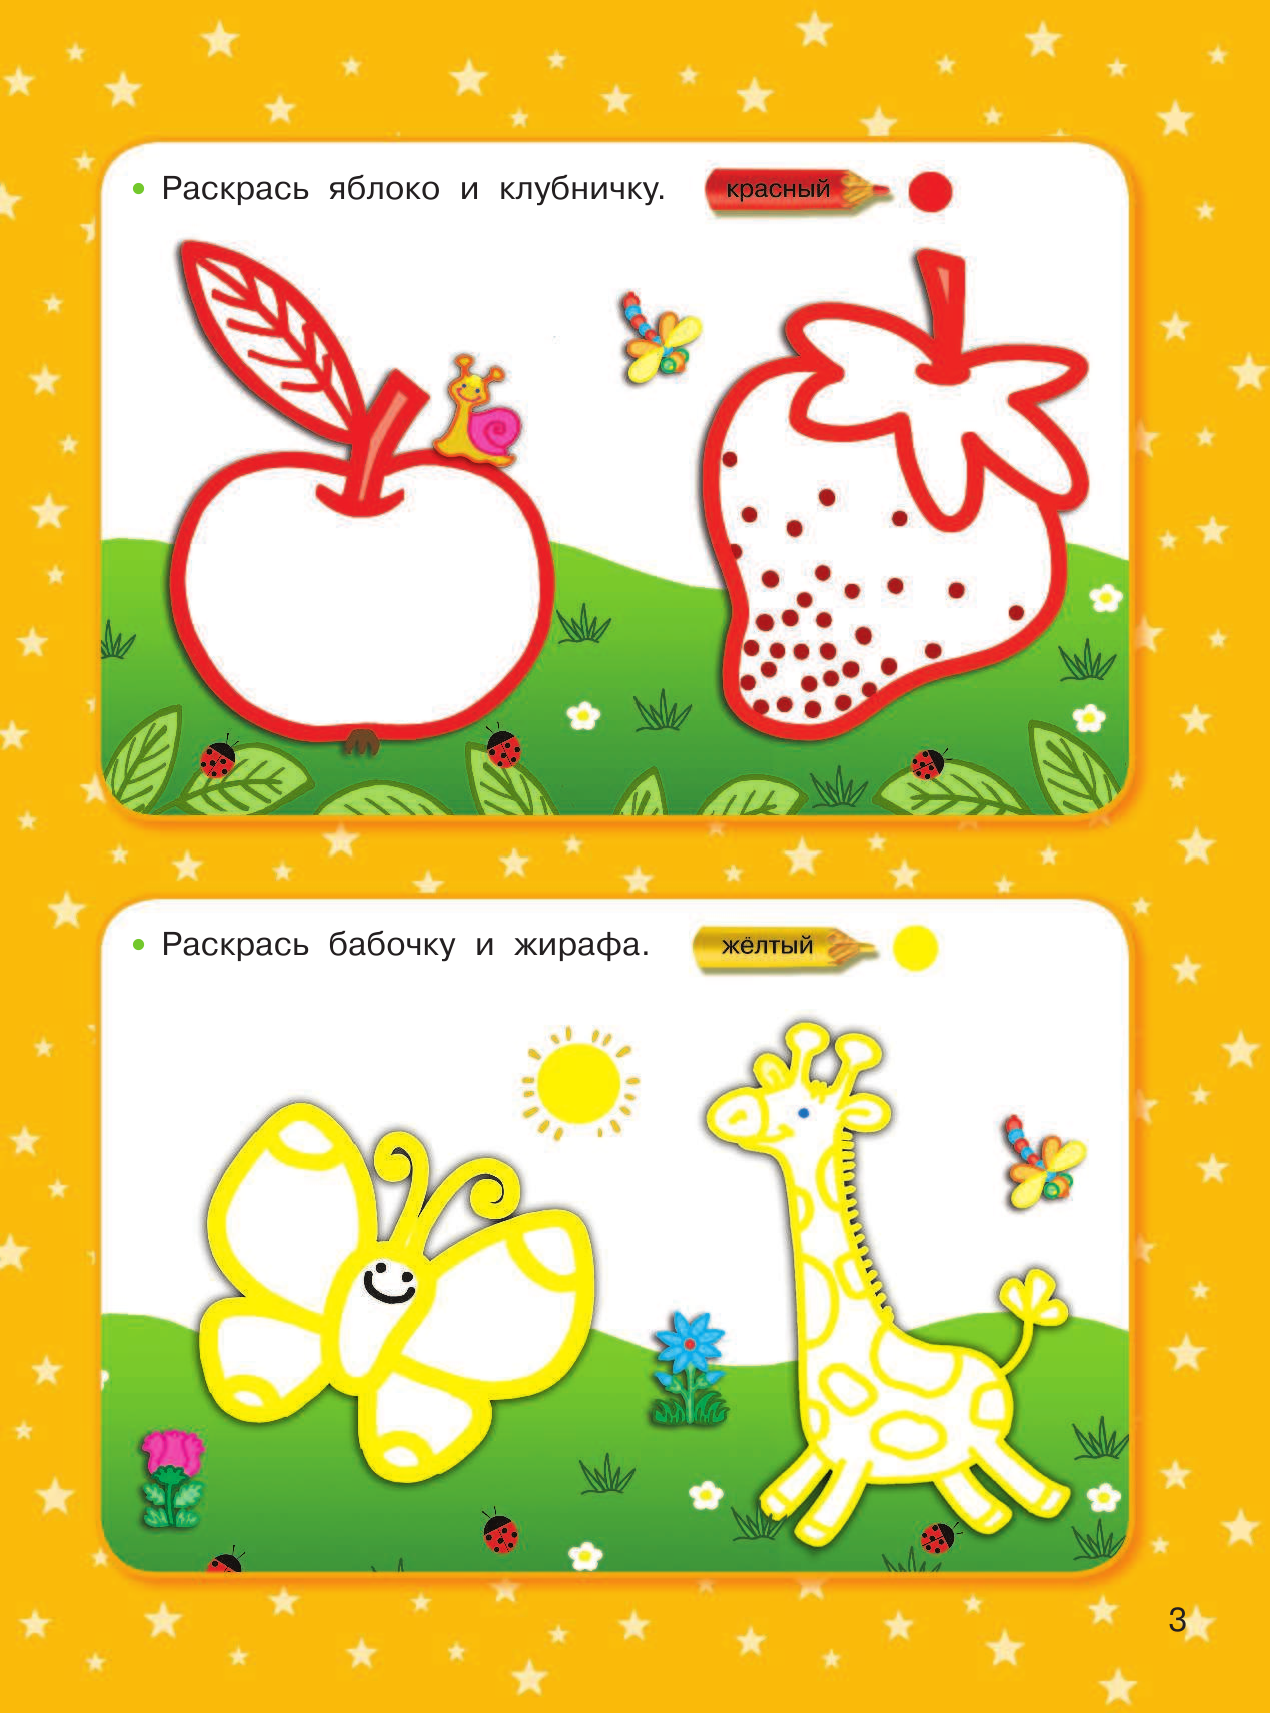 • Раскрась яблоко и клубничку. красный
• Раскрась бабочку и жирафа. жёлтый
3